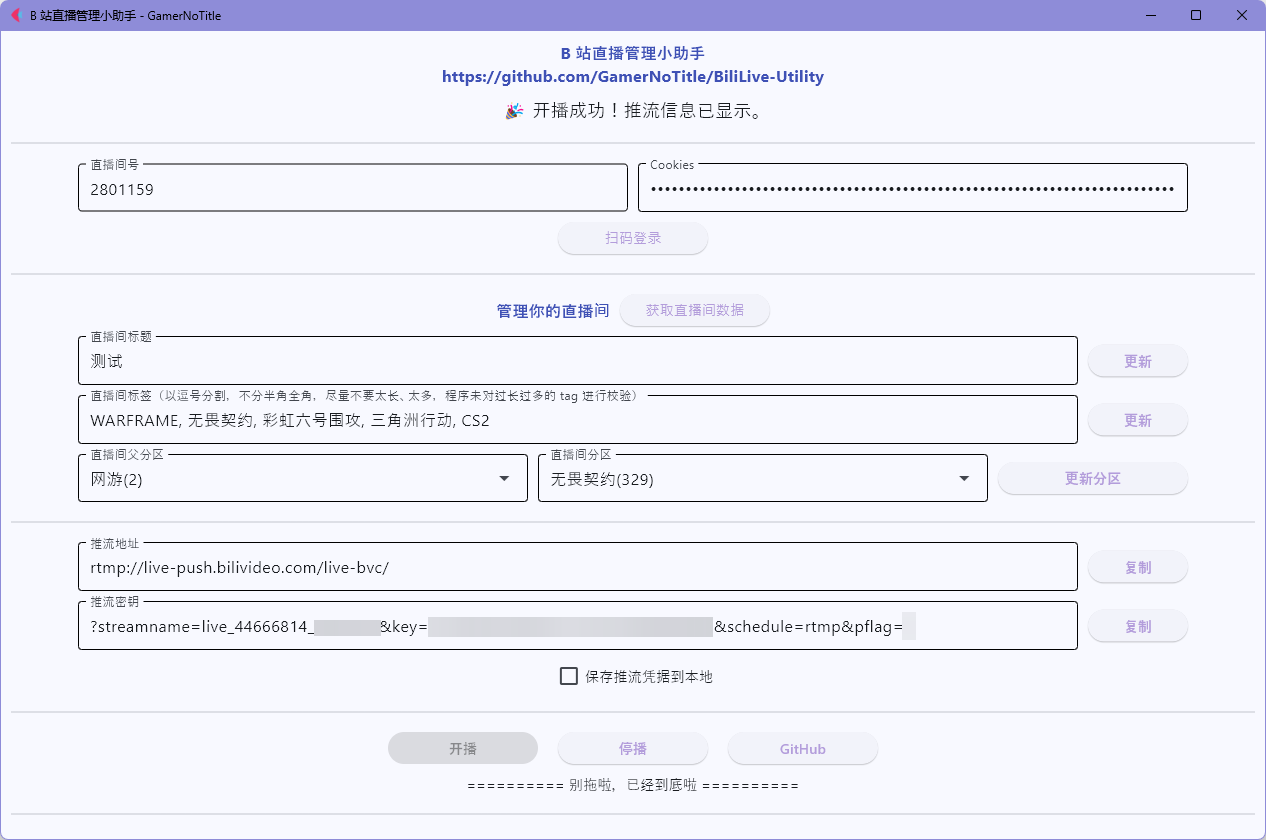 B 站直播管理小助手 - GamerNoTitle
B 站直播管理小助手
https://github.com/GamerNoTitle/BiliLive-Utility
🎉 开播成功！推流信息已显示。
直播间号
2801159
Cookies
•••••••••••••••••••••••••••••••••••••••••••••••••••••••••••••••••••••••••••
扫码登录
管理你的直播间
获取直播间数据
直播间标题
测试
更新
直播间标签（以逗号分割，不分半角全角，尽量不要太长、太多，程序未对过长过多的 tag 进行校验）
WARFRAME, 无畏契约, 彩虹六号围攻, 三角洲行动, CS2
更新
直播间父分区
网游(2)
直播间分区
无畏契约(329)
更新分区
推流地址
rtmp://live-push.bilivideo.com/live-bvc/
复制
推流密钥
?streamname=live_44666814_ &key= &schedule=rtmp&pflag=
复制
保存推流凭据到本地
开播
停播
GitHub
========== 别拖啦，已经到底啦 ==========